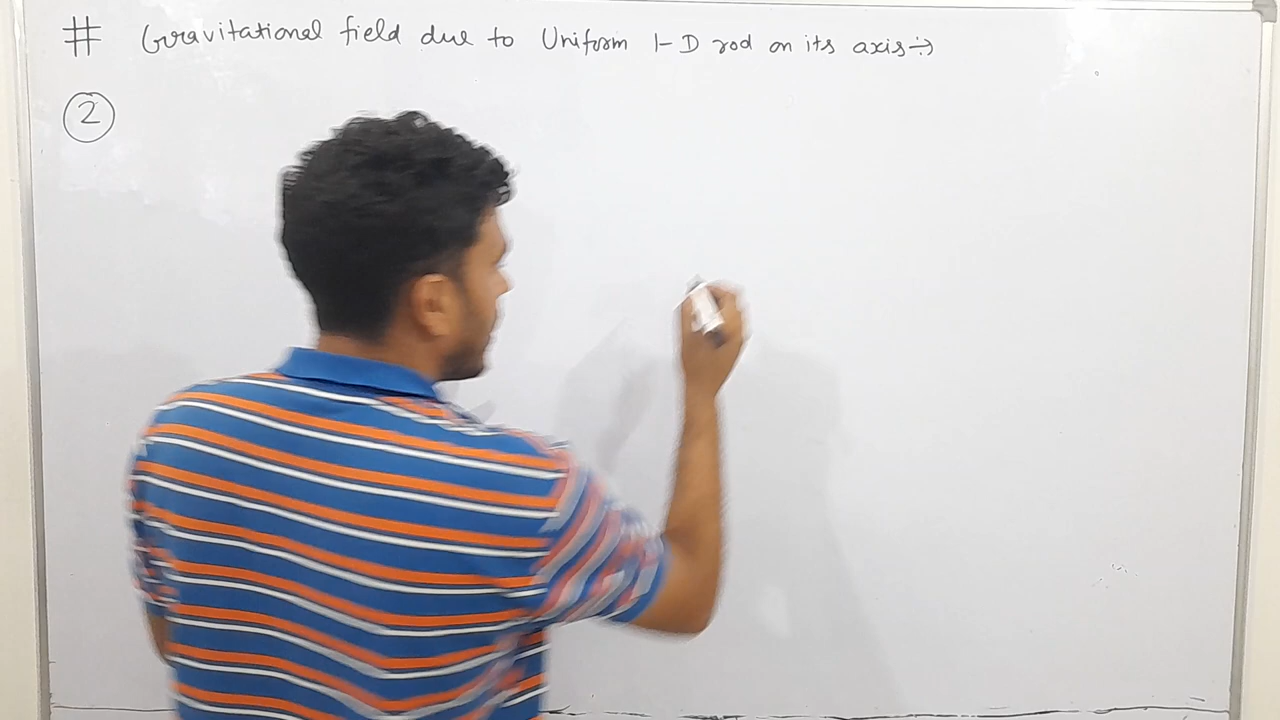 # Gravitational field due to Uniform 1-D rod on its axis →
2